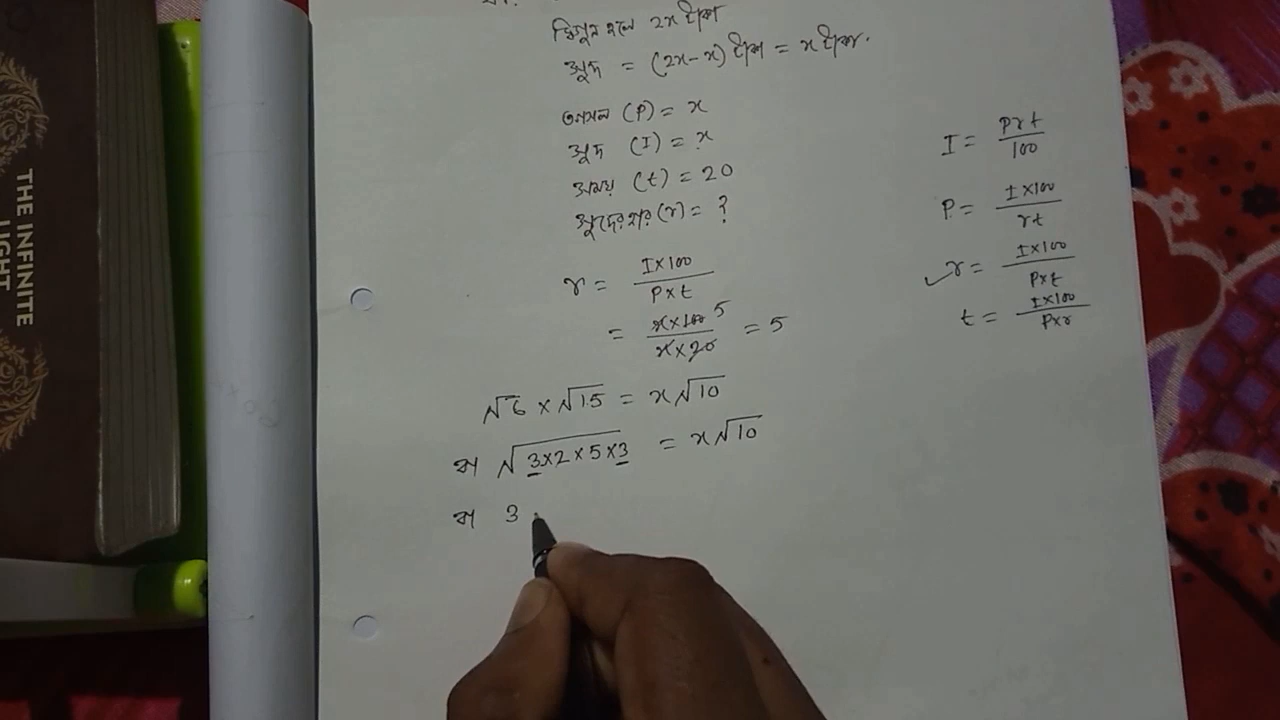 দ্বিগুন হলে 2x টাকা
সুদ = (2x-x) টাকা = x টাকা.
আসল (P) = x
সুদ (I) = x
সময় (t) = 20
সুদের হার (r) = ?
r = I×100 / P×t
= x×100 5 / x×20 = 5
√6 × √15 = x√10
বা √3×2×5×3 = x√10
বা 3
I = Prt / 100
P = I×100 / rt
✓r = I×100 / P×t
t = I×100 / P×r
THE INFINITE
LIGHT